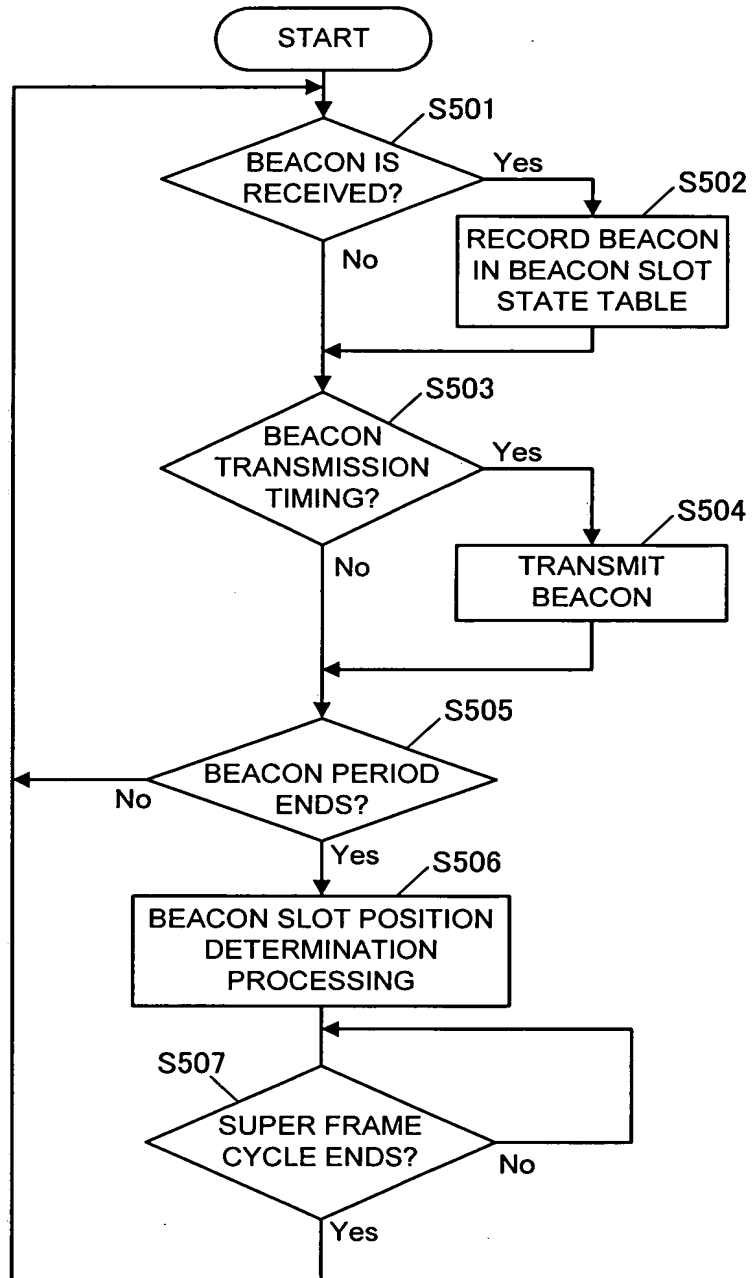 START
S501
BEACON IS
RECEIVED?
Yes
S502
RECORD BEACON
IN BEACON SLOT
STATE TABLE
No
S503
BEACON
TRANSMISSION
TIMING?
Yes
S504
TRANSMIT
BEACON
No
S505
BEACON PERIOD
ENDS?
No
Yes
S506
BEACON SLOT POSITION
DETERMINATION
PROCESSING
S507
SUPER FRAME
CYCLE ENDS?
No
Yes